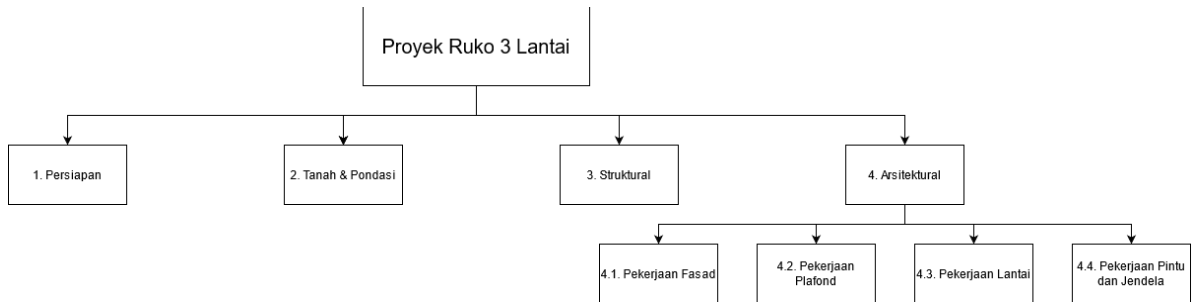 Proyek Ruko 3 Lantai
1. Persiapan
2. Tanah & Pondasi
3. Struktural
4. Arsitektural
4.1. Pekerjaan Fasad
4.2. Pekerjaan
Plafond
4.3. Pekerjaan Lantai
4.4. Pekerjaan Pintu
dan Jendela